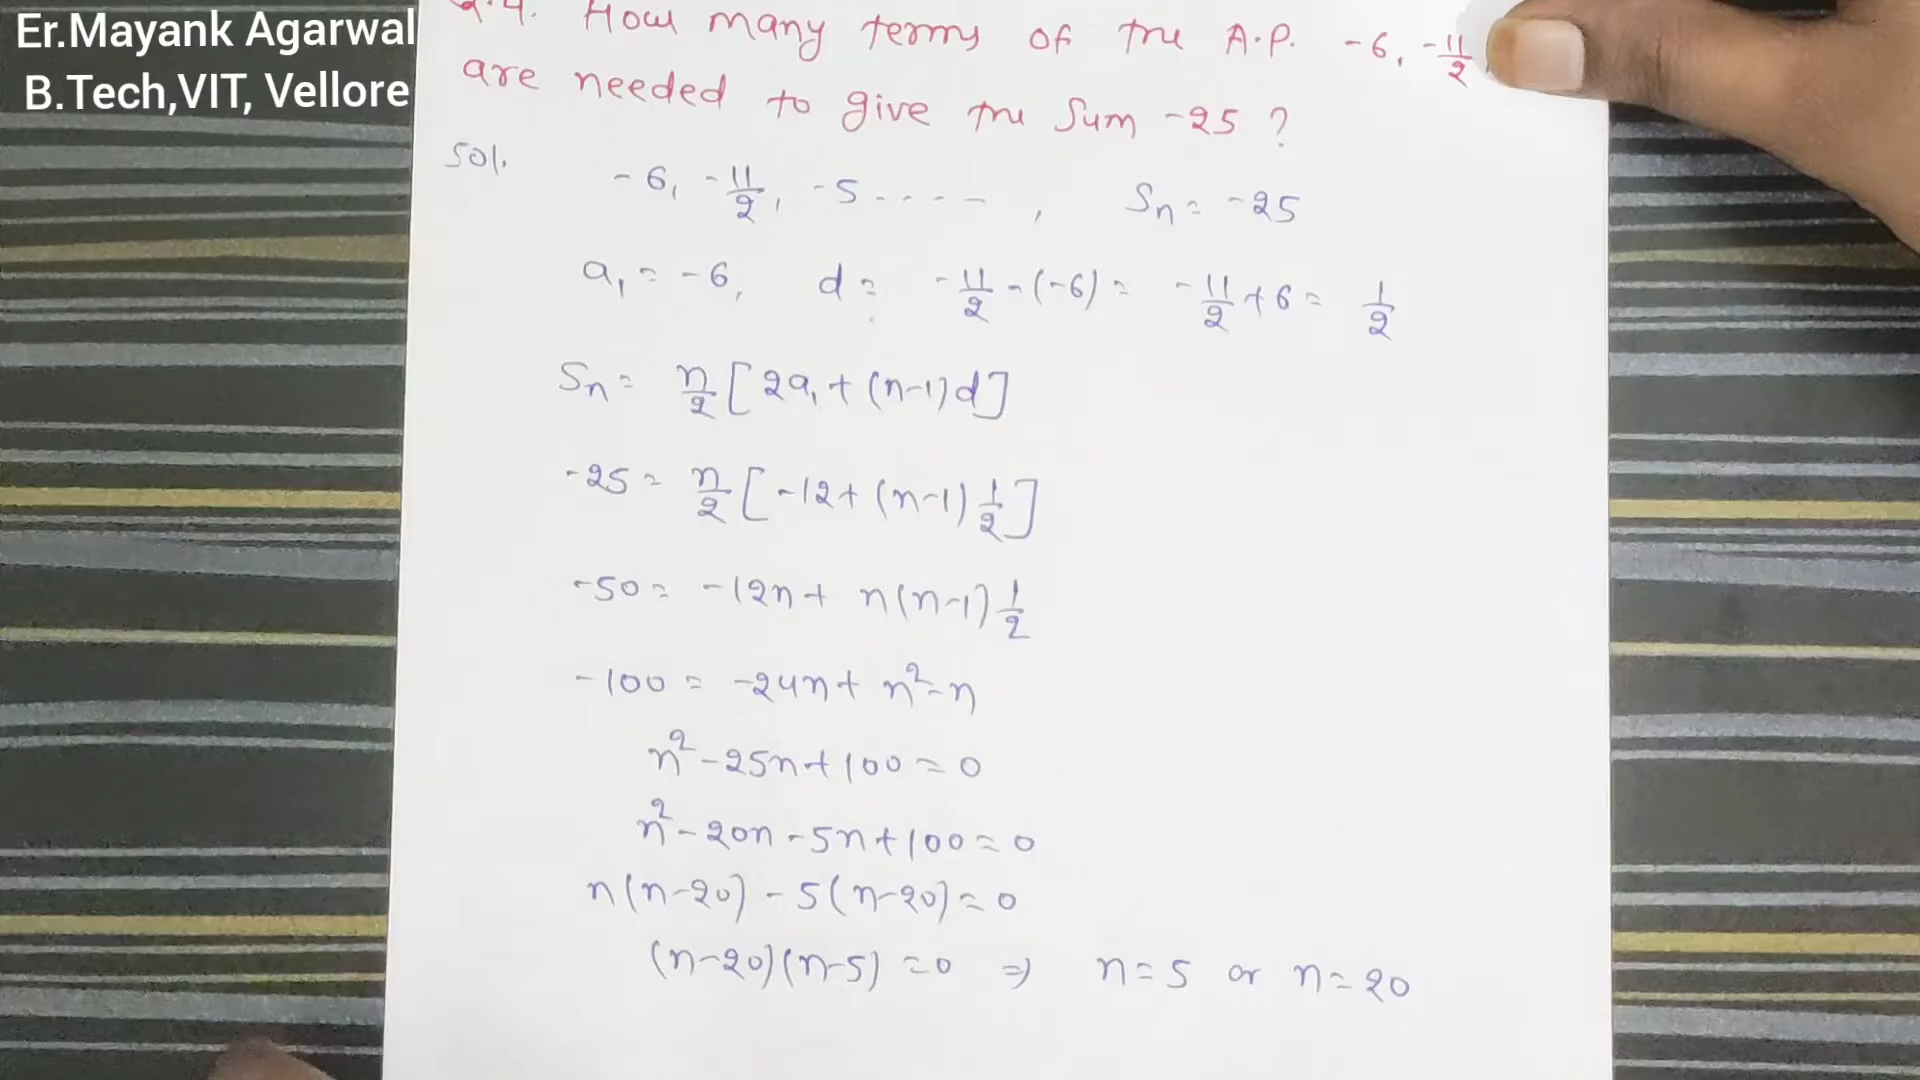 Er.Mayank Agarwal
B.Tech,VIT, Vellore
Q.4. How many terms of the A.P. -6, -11/2
are needed to give the sum -25 ?
Sol.
-6, -11/2, -5 . . . . - , Sn = -25
a₁ = -6, d = -11/2 - (-6) = -11/2 + 6 = 1/2
Sn = n/2 [2a₁ + (n-1)d]
-25 = n/2 [-12 + (n-1) 1/2]
-50 = -12n + n(n-1) 1/2
-100 = -24n + n² - n
n² - 25n + 100 = 0
n² - 20n - 5n + 100 = 0
n(n-20) - 5(n-20) = 0
(n-20)(n-5) = 0 ⇒ n = 5 or n = 20